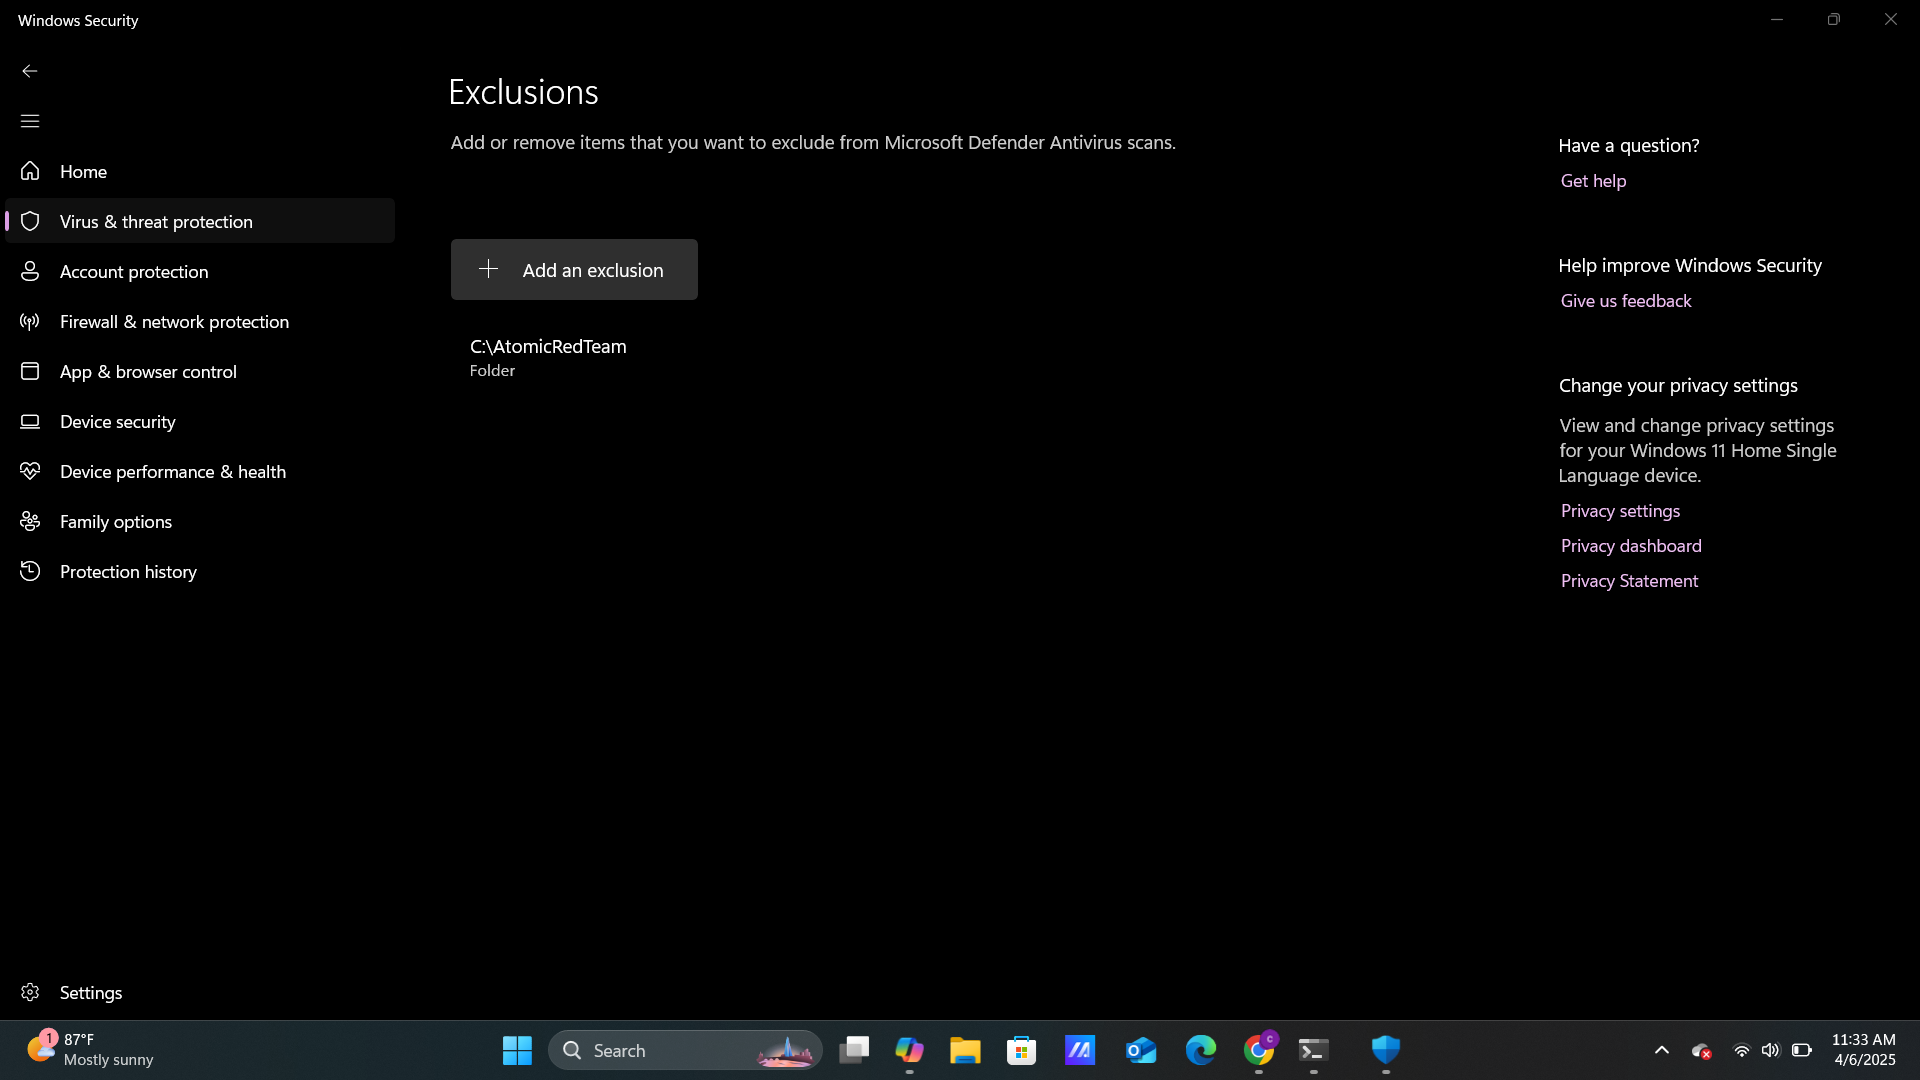 Windows Security
Home
Virus & threat protection
Account protection
Firewall & network protection
App & browser control
Device security
Device performance & health
Family options
Protection history
Settings
Exclusions
Add or remove items that you want to exclude from Microsoft Defender Antivirus scans.
Add an exclusion
C:\AtomicRedTeam
Folder
Have a question?
Get help
Help improve Windows Security
Give us feedback
Change your privacy settings
View and change privacy settings
for your Windows 11 Home Single
Language device.
Privacy settings
Privacy dashboard
Privacy Statement
1
87°F
Mostly sunny
Search
c
11:33 AM
4/6/2025